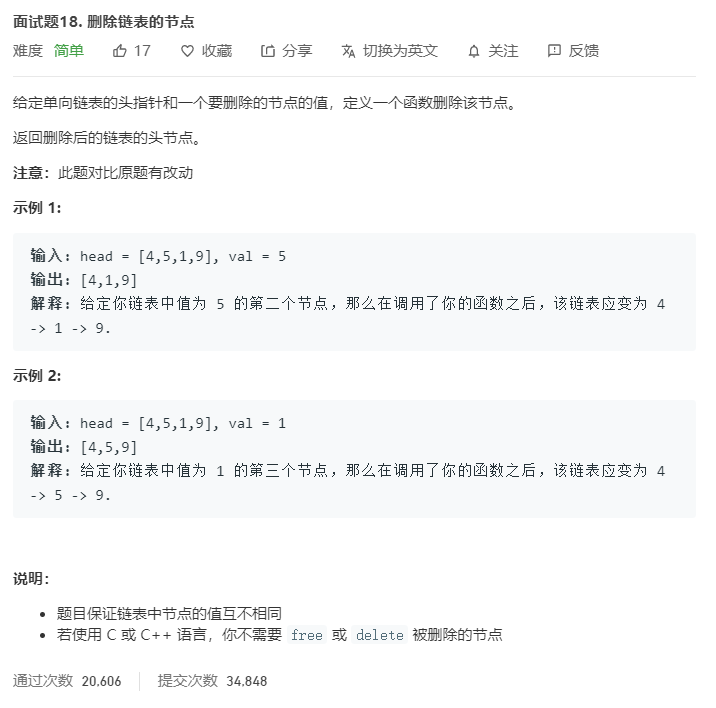 面试题18. 删除链表的节点
难度 简单 17 收藏 分享 切换为英文 关注 反馈
给定单向链表的头指针和一个要删除的节点的值，定义一个函数删除该节点。
返回删除后的链表的头节点。
注意：此题对比原题有改动
示例 1:
输入: head = [4,5,1,9], val = 5
输出: [4,1,9]
解释: 给定你链表中值为 5 的第二个节点，那么在调用了你的函数之后，该链表应变为 4
-> 1 -> 9.
示例 2:
输入: head = [4,5,1,9], val = 1
输出: [4,5,9]
解释: 给定你链表中值为 1 的第三个节点，那么在调用了你的函数之后，该链表应变为 4
-> 5 -> 9.
说明：
• 题目保证链表中节点的值互不相同
• 若使用 C 或 C++ 语言，你不需要 free 或 delete 被删除的节点
通过次数 20,606 提交次数 34,848